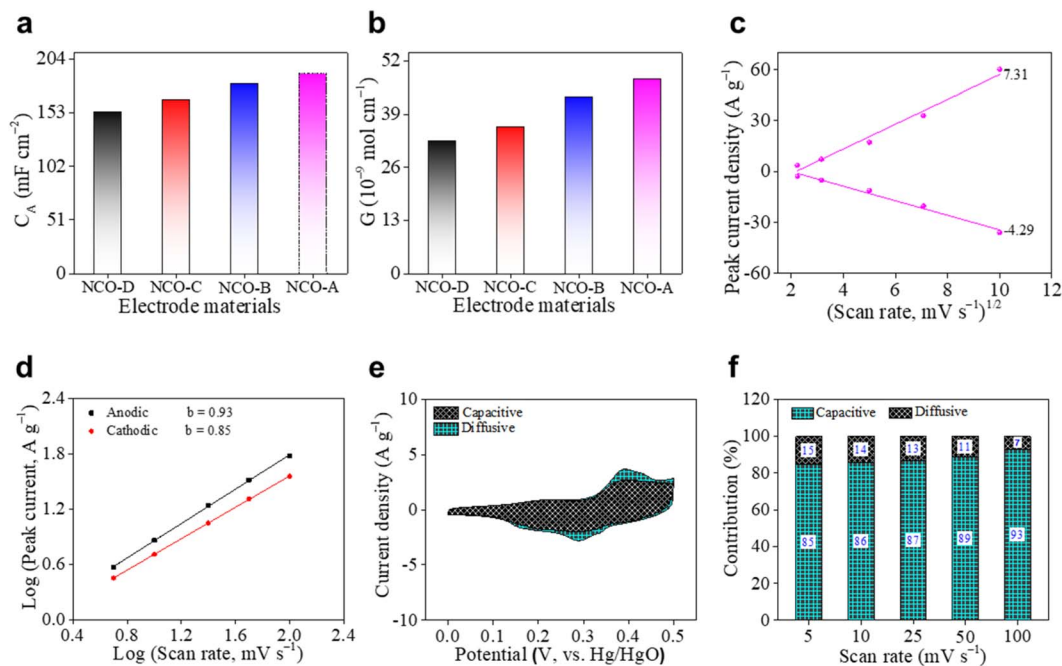 a
204
153
102
51
0
C_A (mF cm⁻²)
NCO-D NCO-C NCO-B NCO-A
Electrode materials
b
52
39
26
13
0
G (10⁻⁹ mol cm⁻¹)
NCO-D NCO-C NCO-B NCO-A
Electrode materials
c
60
30
0
-30
-60
Peak current density (A g⁻¹)
7.31
-4.29
2 4 6 8 10 12
(Scan rate, mV s⁻¹)^{1/2}
d
2.4
1.8
1.2
0.6
0.0
Log (Peak current, A g⁻¹)
Anodic b = 0.93
Cathodic b = 0.85
0.4 0.8 1.2 1.6 2.0 2.4
Log (Scan rate, mV s⁻¹)
e
10
5
0
-5
-10
Current density (A g⁻¹)
Capacitive
Diffusive
0.0 0.1 0.2 0.3 0.4 0.5
Potential (V, vs. Hg/HgO)
f
120
100
80
60
40
20
0
Contribution (%)
Capacitive Diffusive
15 14 13 11 7
85 86 87 89 93
5 10 25 50 100
Scan rate (mV s⁻¹)